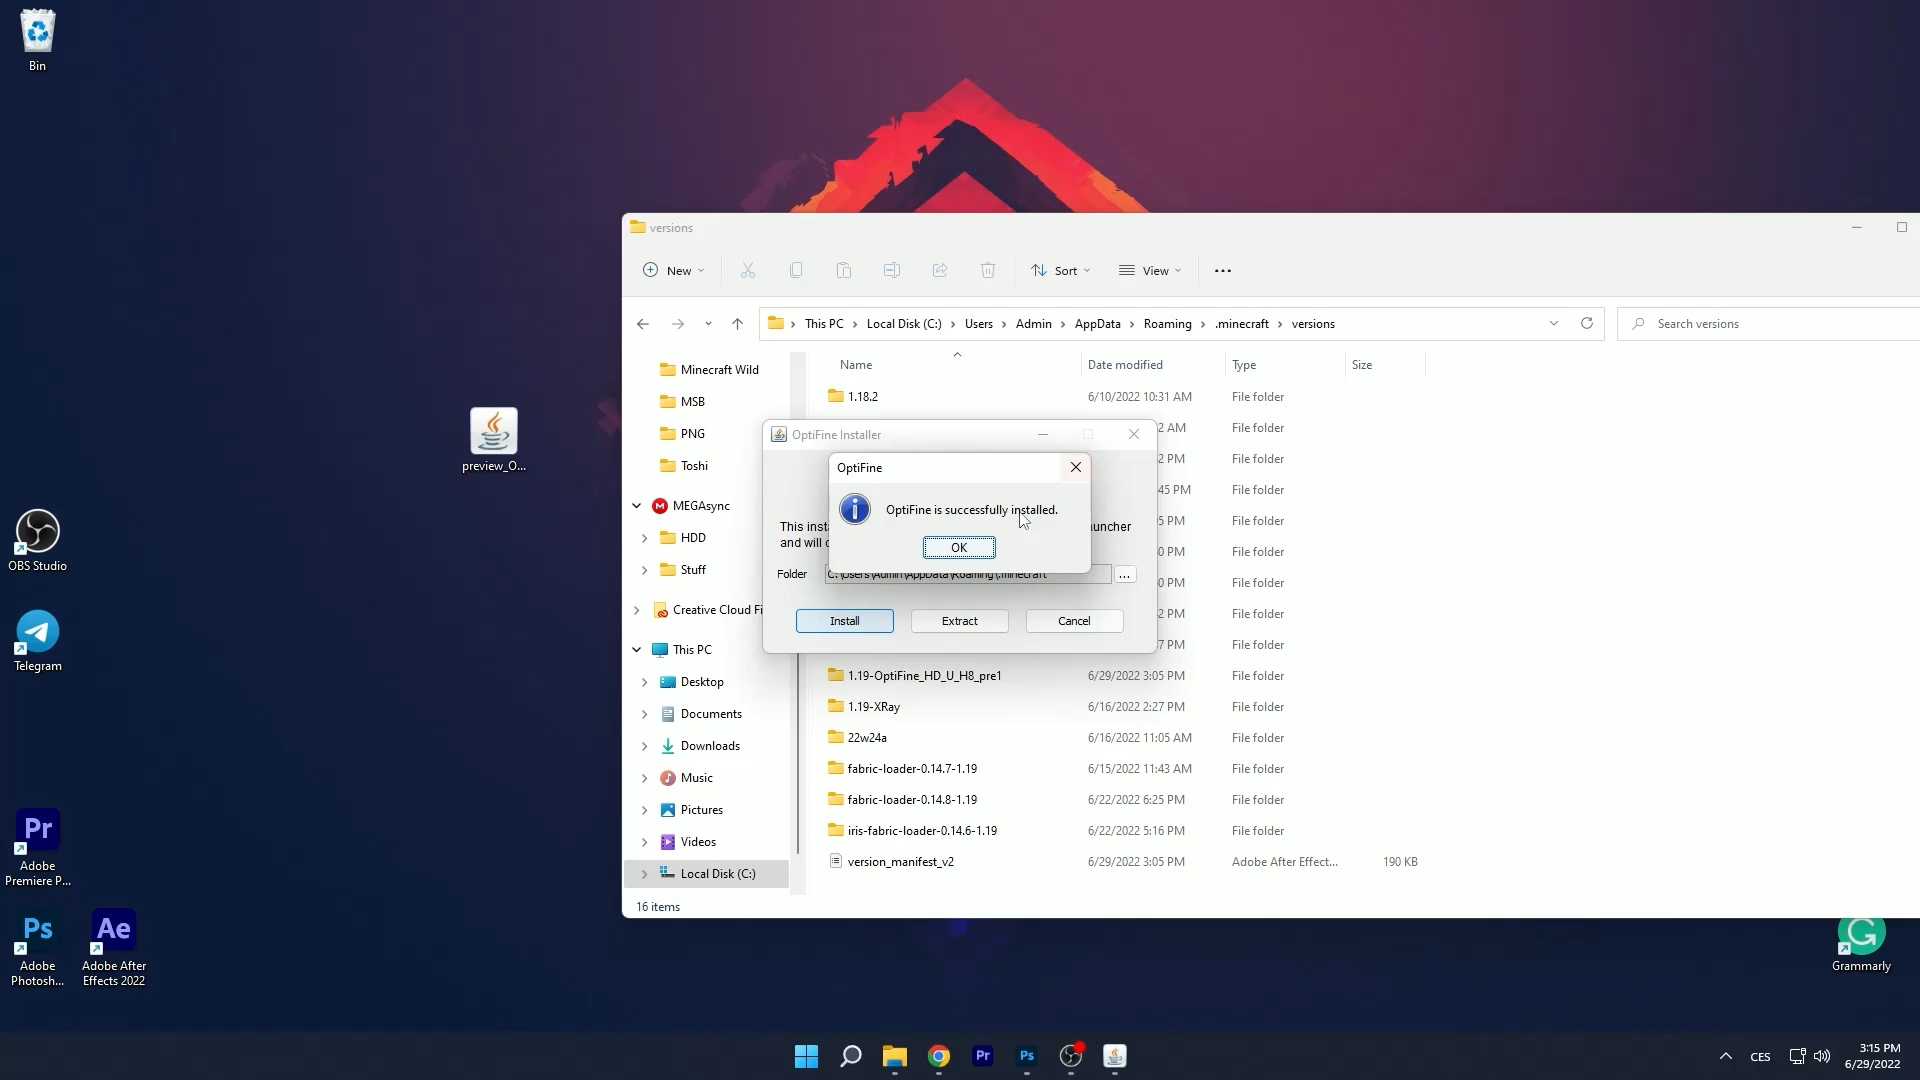 Bin
preview_O...
OBS Studio
Telegram
Pr
Adobe
Premiere P...
Ps
Adobe
Photosh...
Ae
Adobe After
Effects 2022
versions
New
Sort
View
This PC
Local Disk (C:)
Users
Admin
AppData
Roaming
.minecraft
versions
Search versions
Minecraft Wild
MSB
PNG
Toshi
MEGAsync
HDD
Stuff
Creative Cloud Fi
This PC
Desktop
Documents
Downloads
Music
Pictures
Videos
Local Disk (C:)
Name
Date modified
Type
Size
1.18.2
6/10/2022 10:31 AM
File folder
2 AM
File folder
2 PM
File folder
45 PM
File folder
5 PM
File folder
0 PM
File folder
0 PM
File folder
2 PM
File folder
7 PM
File folder
1.19-OptiFine_HD_U_H8_pre1
6/29/2022 3:05 PM
File folder
1.19-XRay
6/16/2022 2:27 PM
File folder
22w24a
6/16/2022 11:05 AM
File folder
fabric-loader-0.14.7-1.19
6/15/2022 11:43 AM
File folder
fabric-loader-0.14.8-1.19
6/22/2022 6:25 PM
File folder
iris-fabric-loader-0.14.6-1.19
6/22/2022 5:16 PM
File folder
version_manifest_v2
6/29/2022 3:05 PM
Adobe After Effect...
190 KB
16 items
OptiFine Installer
This inst
uncher
and will
Folder
C:\Users\Admin\AppData\Roaming\.minecraft
...
Install
Extract
Cancel
OptiFine
OptiFine is successfully installed.
OK
Grammarly
Pr
Ps
CES
3:15 PM
6/29/2022